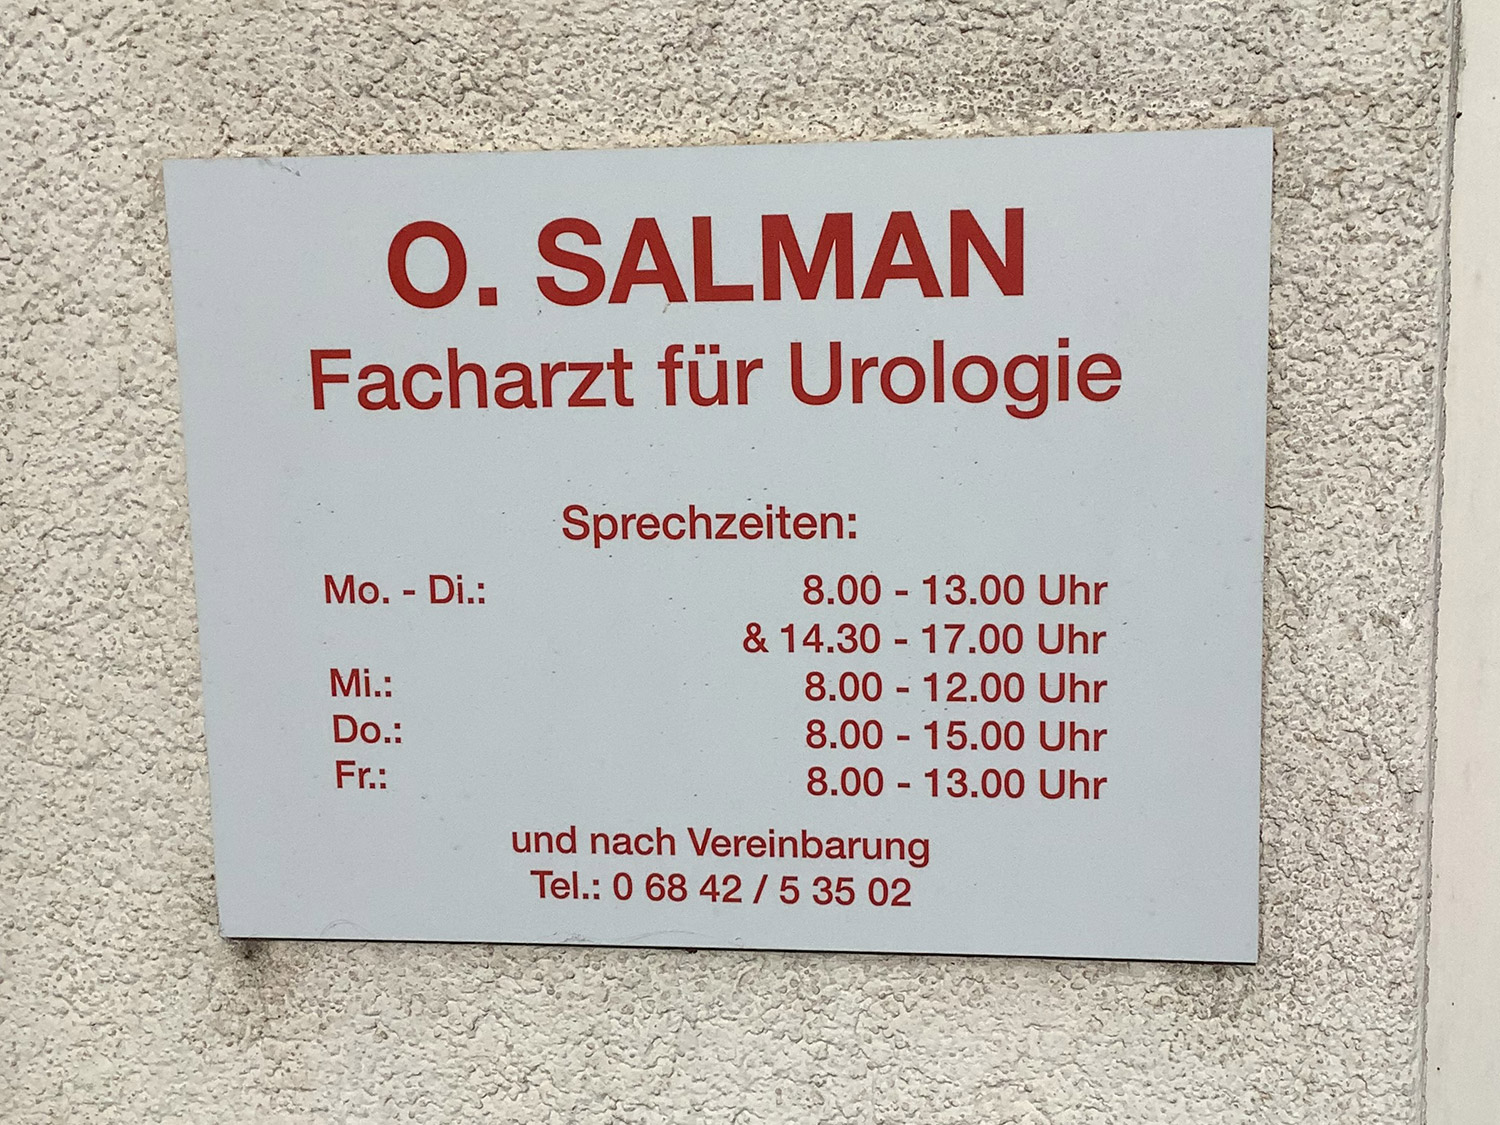 O. SALMAN
Facharzt für Urologie
Sprechzeiten:
Mo. - Di.: 8.00 - 13.00 Uhr
& 14.30 - 17.00 Uhr
Mi.: 8.00 - 12.00 Uhr
Do.: 8.00 - 15.00 Uhr
Fr.: 8.00 - 13.00 Uhr
und nach Vereinbarung
Tel.: 0 68 42 / 5 35 02